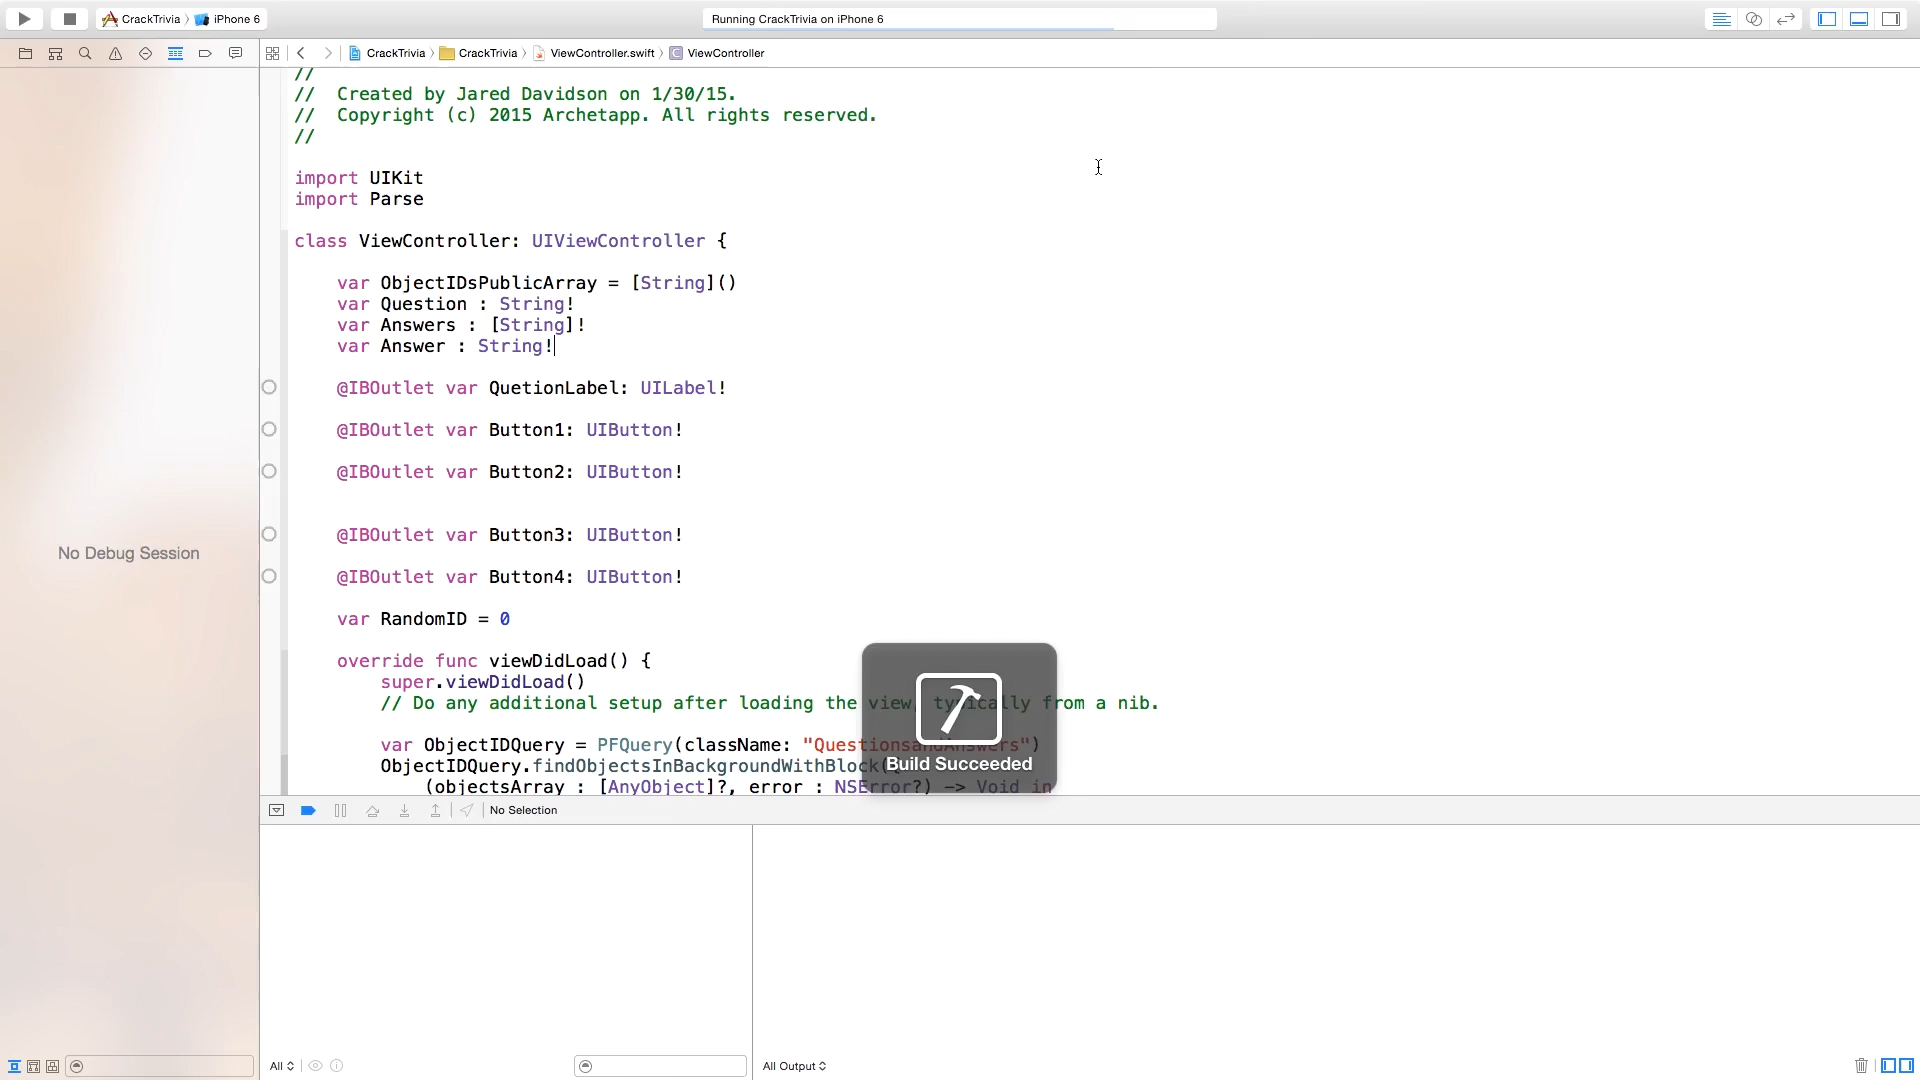 CrackTrivia
iPhone 6
Running CrackTrivia on iPhone 6
CrackTrivia
CrackTrivia
ViewController.swift
C
ViewController
//
//  Created by Jared Davidson on 1/30/15.
//  Copyright (c) 2015 Archetapp. All rights reserved.
//
import UIKit
import Parse
class ViewController: UIViewController {
var ObjectIDsPublicArray = [String]()
var Question : String!
var Answers : [String]!
var Answer : String!
@IBOutlet var QuetionLabel: UILabel!
@IBOutlet var Button1: UIButton!
@IBOutlet var Button2: UIButton!
@IBOutlet var Button3: UIButton!
@IBOutlet var Button4: UIButton!
var RandomID = 0
override func viewDidLoad() {
super.viewDidLoad()
// Do any additional setup after loading the view, typically from a nib.
var ObjectIDQuery = PFQuery(className: "QuestionsandAnswers")
ObjectIDQuery.findObjectsInBackgroundWithBlock({
(objectsArray : [AnyObject]?, error : NSError?) -> Void in
Build Succeeded
No Debug Session
No Selection
All
All Output